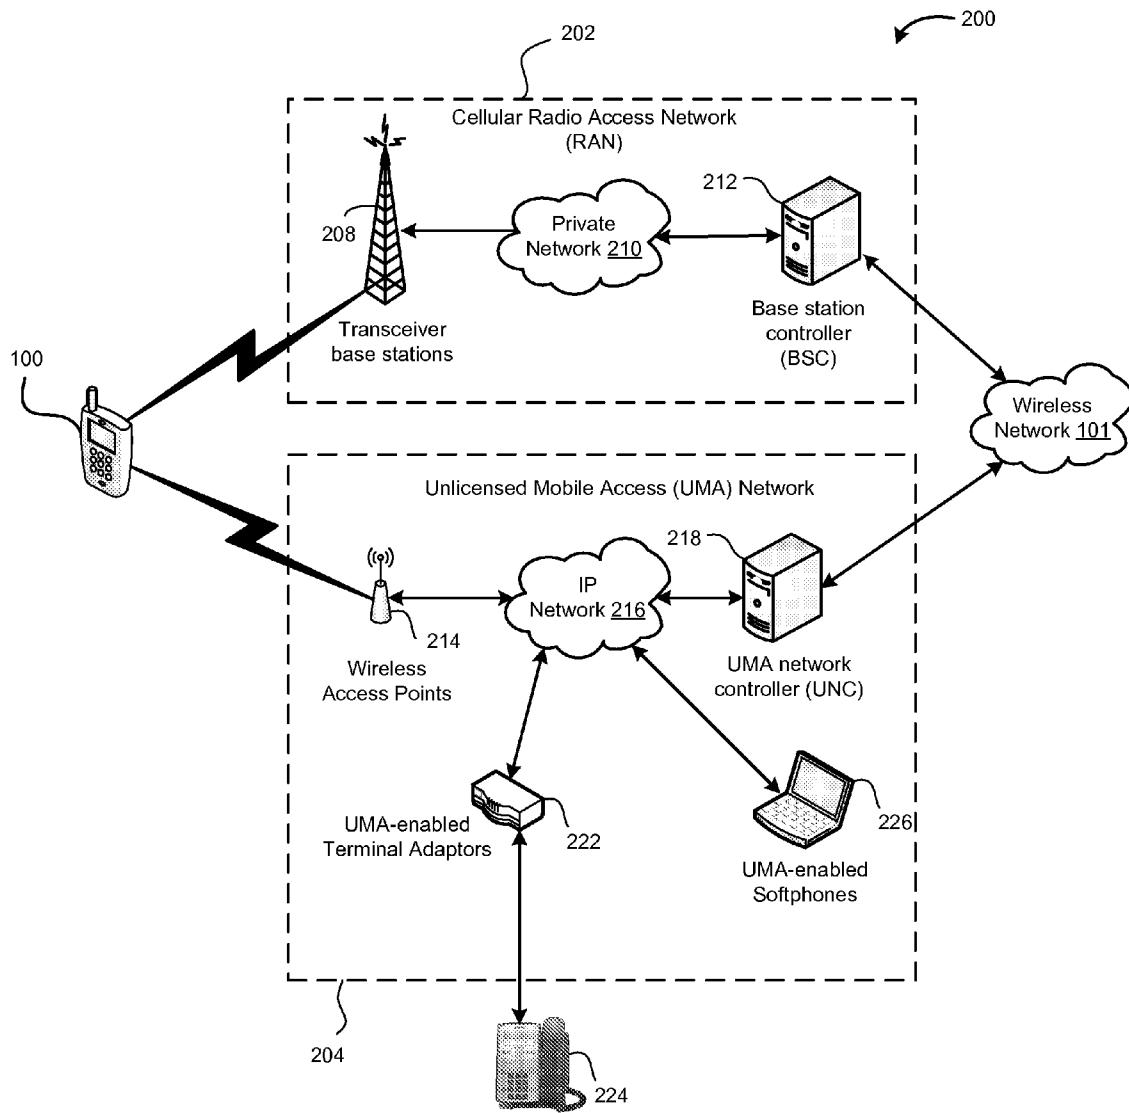 200
202
Cellular Radio Access Network
(RAN)
212
208
Private
Network 210
Transceiver
base stations
Base station
controller
(BSC)
100
Wireless
Network 101
Unlicensed Mobile Access (UMA) Network
218
IP
Network 216
214
Wireless
Access Points
UMA network
controller (UNC)
UMA-enabled
Terminal Adaptors
222
226
UMA-enabled
Softphones
204
224